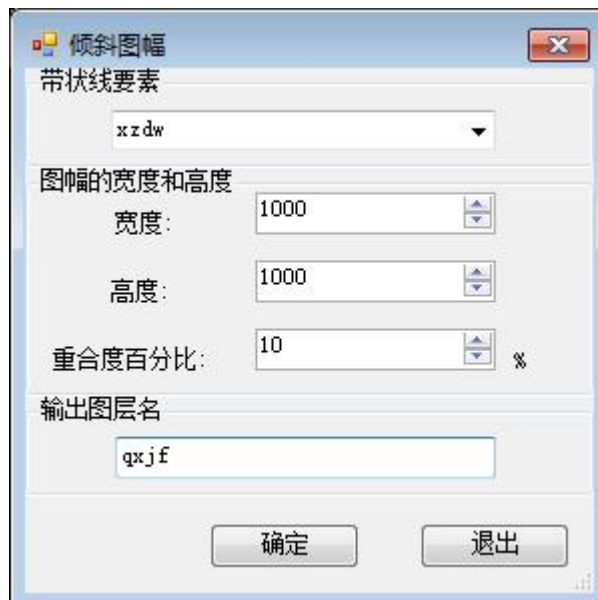 倾斜图幅
带状线要素
xzdw
图幅的宽度和高度
宽度: 1000
高度: 1000
重合度百分比: 10 %
输出图层名
qxjf
确定 退出